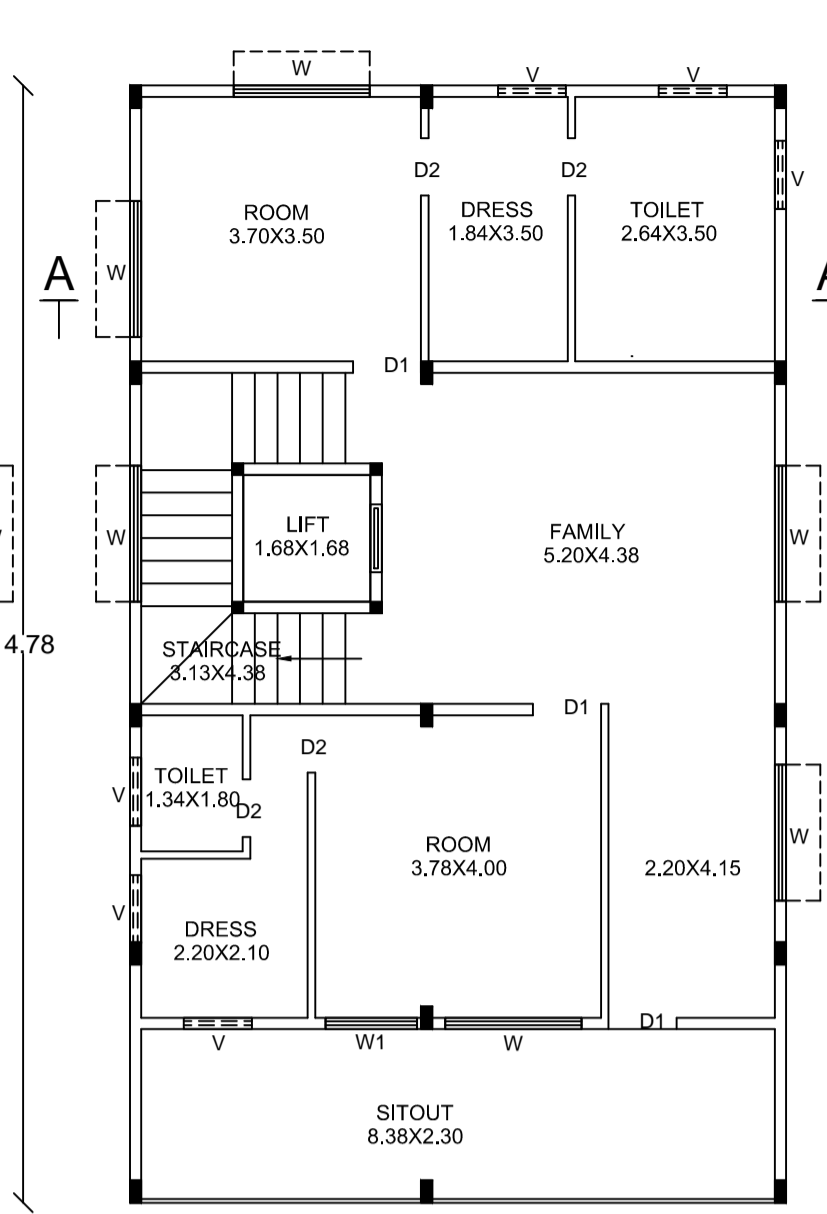 W
V
V
D2
D2
V
ROOM
3.70X3.50
DRESS
1.84X3.50
TOILET
2.64X3.50
A
W
D1
W
LIFT
1.68X1.68
FAMILY
5.20X4.38
W
4.78
STAIRCASE
3.13X4.38
D1
D2
TOILET
1.34X1.80
V
D2
ROOM
3.78X4.00
W
2.20X4.15
V
DRESS
2.20X2.10
D1
V
W1
W
SITOUT
8.38X2.30